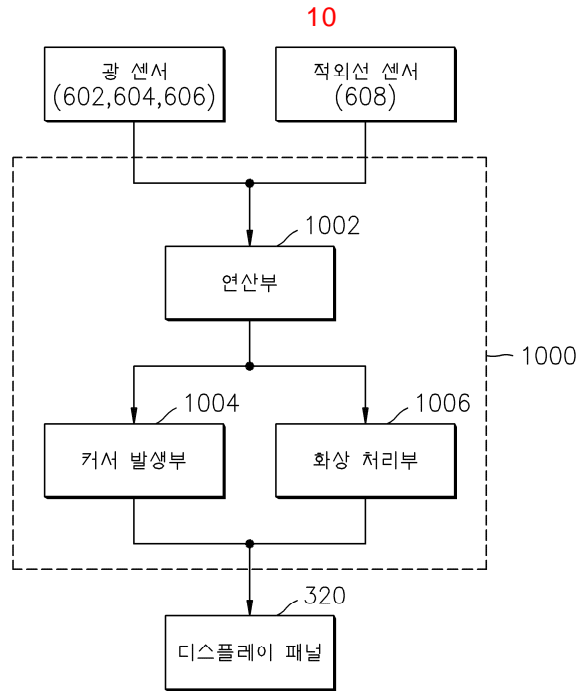 10
광 센서
(602,604,606)
적외선 센서
(608)
1002
연산부
1000
1004
1006
커서 발생부
화상 처리부
320
디스플레이 패널